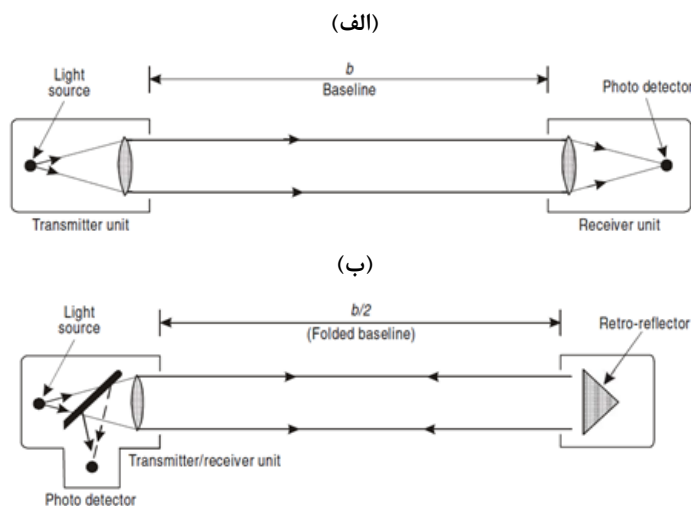 (الف)
Light
source
b
Baseline
Photo detector
Transmitter unit
Receiver unit
(ب)
Light
source
b/2
(Folded baseline)
Retro-reflector
Transmitter/receiver unit
Photo detector